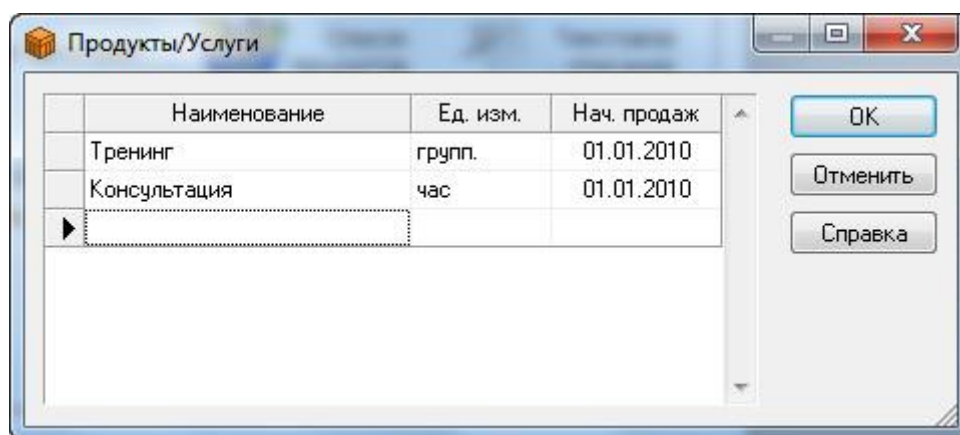 Продукты/Услуги
Наименование Ед. изм. Нач. продаж
Тренинг групп. 01.01.2010
Консультация час 01.01.2010
OK
Отменить
Справка